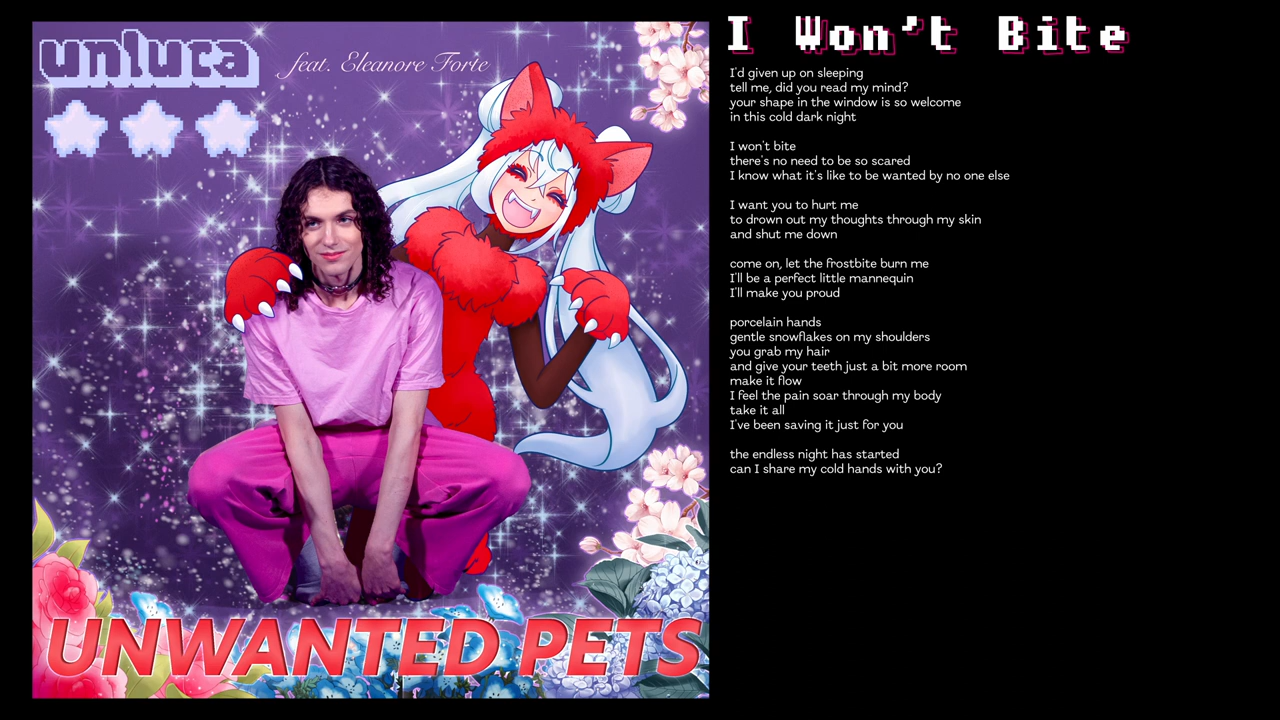 unluca
feat. Eleanore Forte
UNWANTED PETS
I Won't Bite
I'd given up on sleeping
tell me, did you read my mind?
your shape in the window is so welcome
in this cold dark night
I won't bite
there's no need to be so scared
I know what it's like to be wanted by no one else
I want you to hurt me
to drown out my thoughts through my skin
and shut me down
come on, let the frostbite burn me
I'll be a perfect little mannequin
I'll make you proud
porcelain hands
gentle snowflakes on my shoulders
you grab my hair
and give your teeth just a bit more room
make it flow
I feel the pain soar through my body
take it all
I've been saving it just for you
the endless night has started
can I share my cold hands with you?